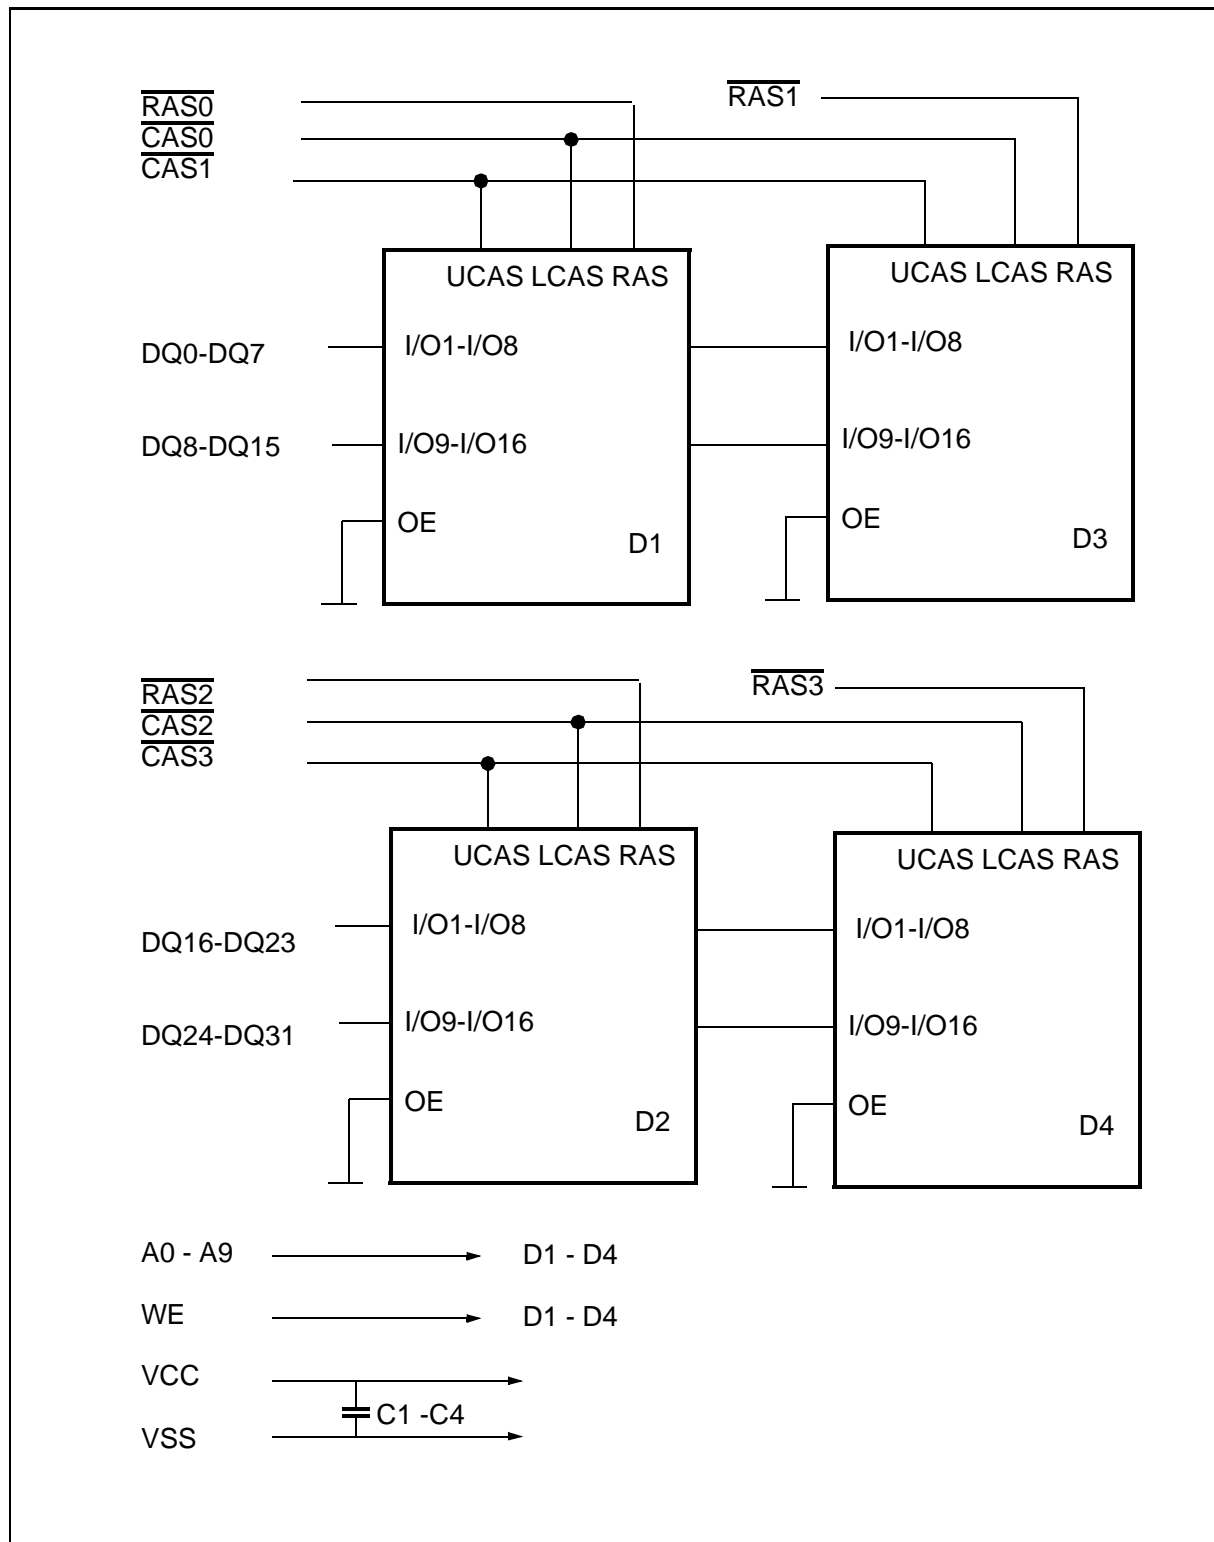 RAS0
RAS1
CAS0
CAS1
UCAS LCAS RAS
UCAS LCAS RAS
DQ0-DQ7
I/O1-I/O8
I/O1-I/O8
DQ8-DQ15
I/O9-I/O16
I/O9-I/O16
OE
OE
D1
D3
RAS2
RAS3
CAS2
CAS3
UCAS LCAS RAS
UCAS LCAS RAS
DQ16-DQ23
I/O1-I/O8
I/O1-I/O8
DQ24-DQ31
I/O9-I/O16
I/O9-I/O16
OE
OE
D2
D4
A0 - A9
D1 - D4
WE
D1 - D4
VCC
C1 -C4
VSS